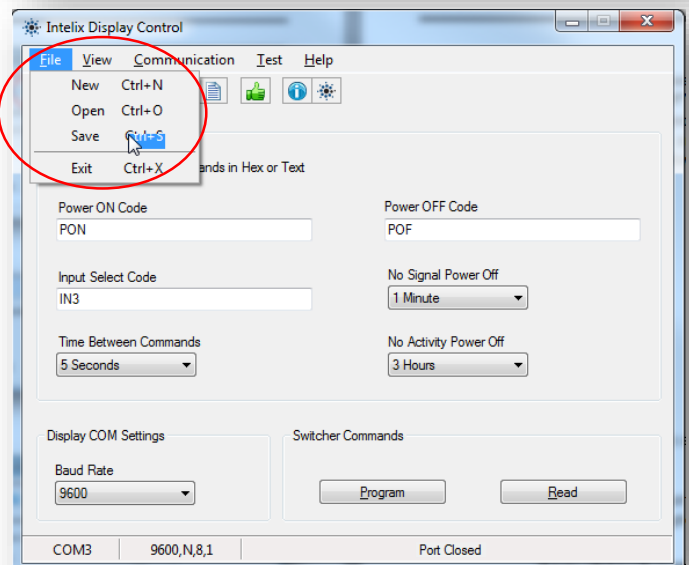 Intelix Display Control
File View Communication Test Help
New Ctrl+N
Open Ctrl+O
Save Ctrl+S
Exit Ctrl+X
ands in Hex or Text
Power ON Code
Power OFF Code
PON
POF
Input Select Code
No Signal Power Off
IN3
1 Minute
Time Between Commands
No Activity Power Off
5 Seconds
3 Hours
Display COM Settings
Switcher Commands
Baud Rate
9600
Program
Read
COM3 9600,N,8,1 Port Closed